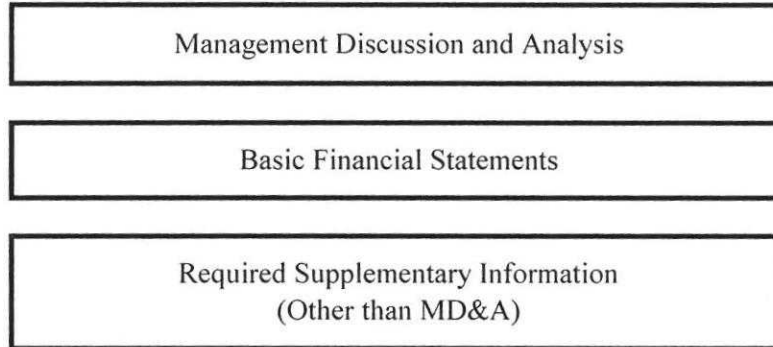 Management Discussion and Analysis
Basic Financial Statements
Required Supplementary Information
(Other than MD&A)